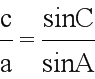 c/a = sinC/sinA